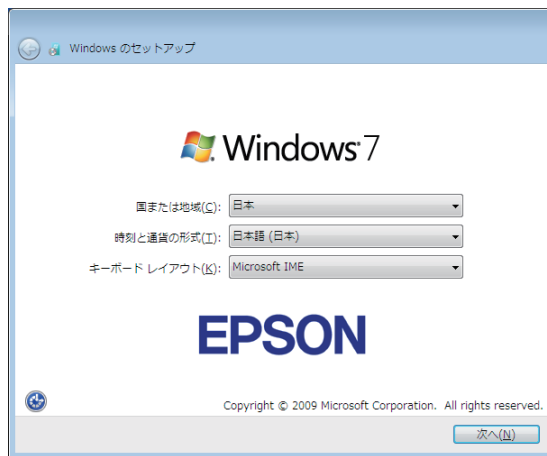 Windows のセットアップ
Windows 7
国または地域(C): 日本
時刻と通貨の形式(T): 日本語 (日本)
キーボード レイアウト(K): Microsoft IME
EPSON
Copyright © 2009 Microsoft Corporation. All rights reserved.
次へ(N)